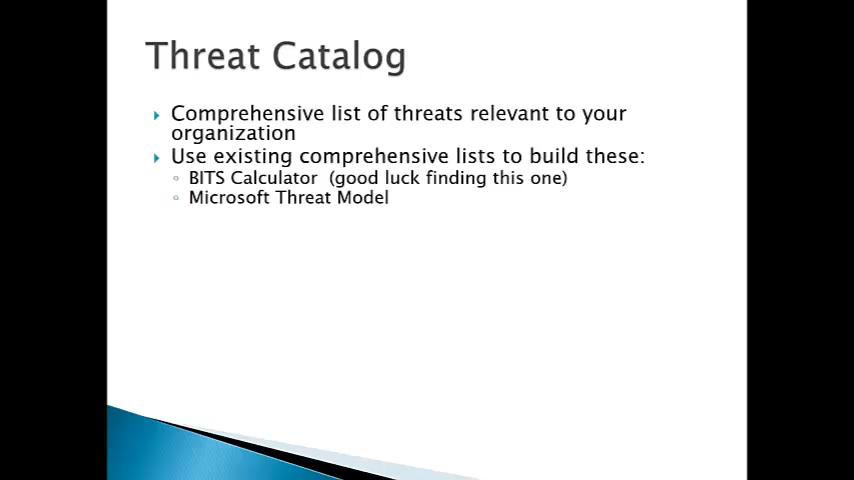 Threat Catalog
Comprehensive list of threats relevant to your
organization
Use existing comprehensive lists to build these:
BITS Calculator (good luck finding this one)
Microsoft Threat Model